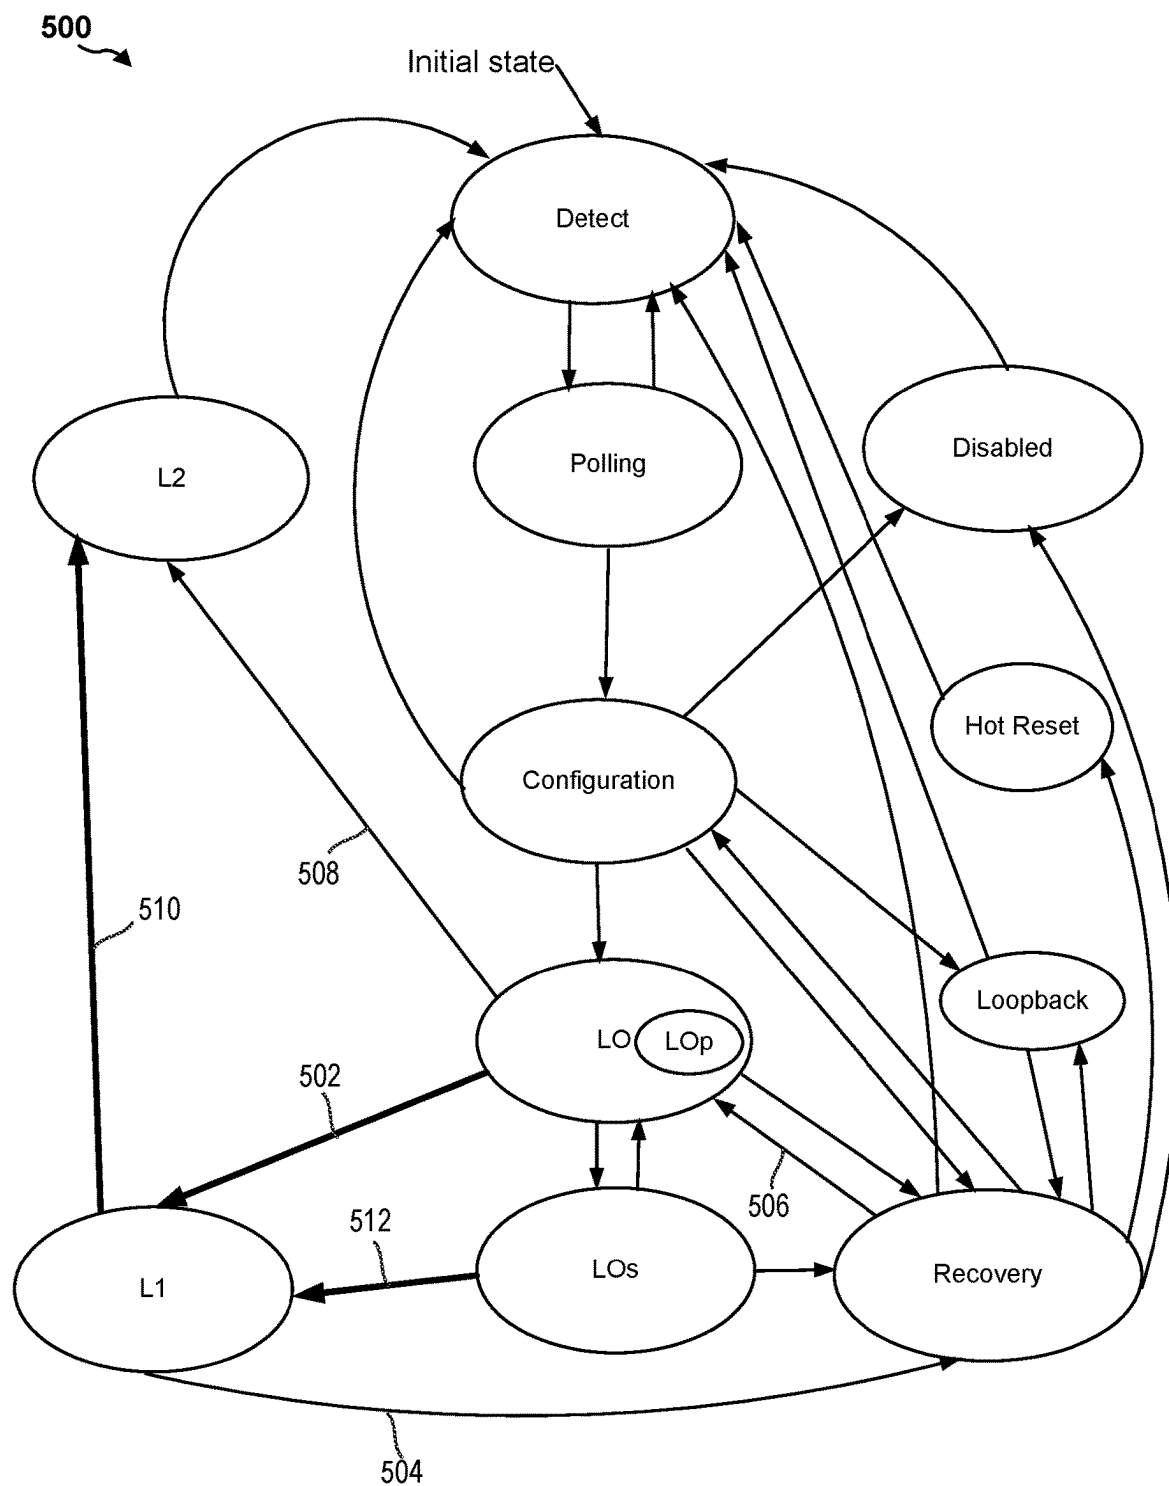 500
Initial state
Detect
Polling
Disabled
L2
Hot Reset
Configuration
508
510
Loopback
LO
LOp
502
506
512
LOs
Recovery
L1
504